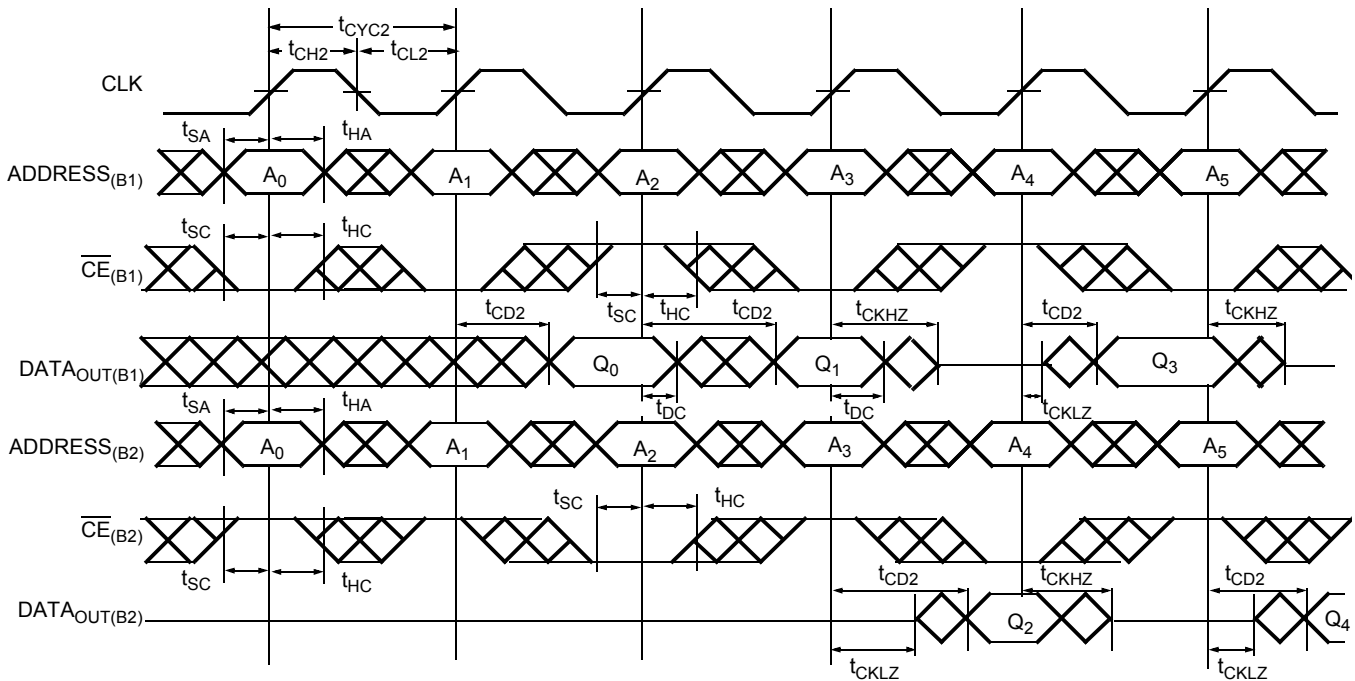 tCYC2
tCH2 tCL2
CLK
tSA tHA
ADDRESS(B1) A0 A1 A2 A3 A4 A5
tSC tHC
CE(B1)
tSC tHC
tCD2 tCD2 tCKHZ tCD2 tCKHZ
DATAOUT(B1) Q0 Q1 Q3
tDC tDC tCKLZ
tSA tHA
ADDRESS(B2) A0 A1 A2 A3 A4 A5
tSC tHC
CE(B2)
tSC tHC
tCD2 tCKHZ tCD2
DATAOUT(B2) Q2 Q4
tCKLZ tCKLZ